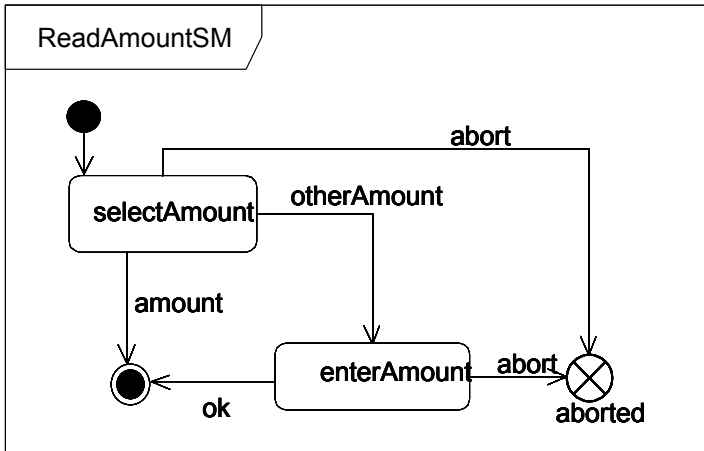 ReadAmountSM
abort
selectAmount
otherAmount
amount
enterAmount
abort
ok
aborted